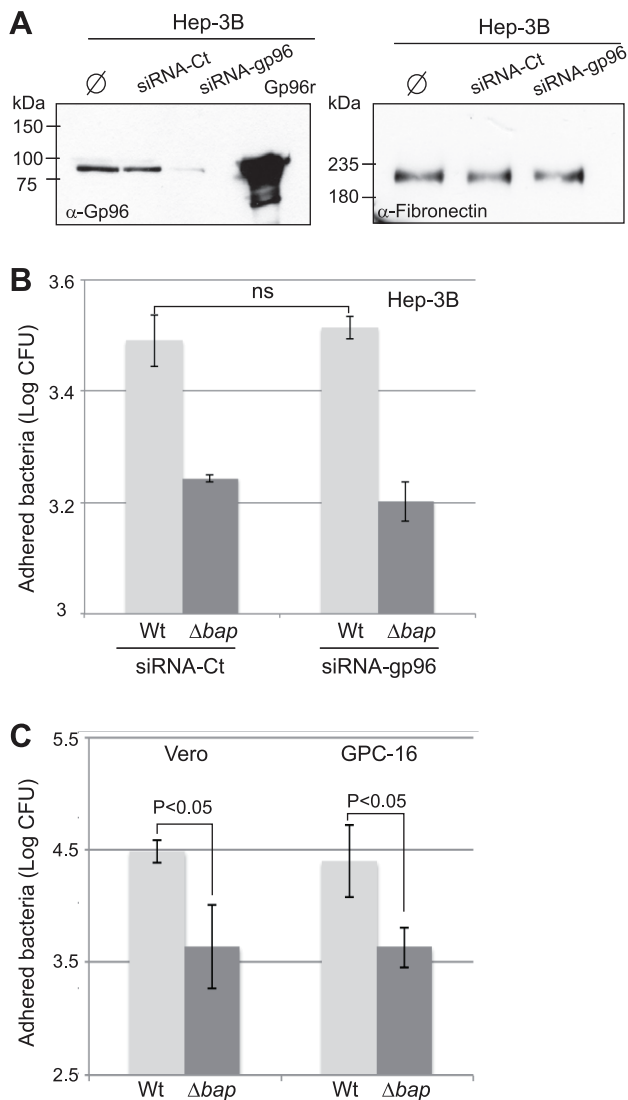 A
Hep-3B
Ø siRNA-Ct siRNA-gp96 Gp96r
kDa
150
100
75
α-Gp96
Hep-3B
Ø siRNA-Ct siRNA-gp96
kDa
235
180
α-Fibronectin
B
Adhered bacteria (Log CFU)
3.6
3.4
3.2
3
ns
Hep-3B
Wt Δbap Wt Δbap
siRNA-Ct siRNA-gp96
C
Adhered bacteria (Log CFU)
5.5
4.5
3.5
2.5
Vero GPC-16
P<0.05 P<0.05
Wt Δbap Wt Δbap